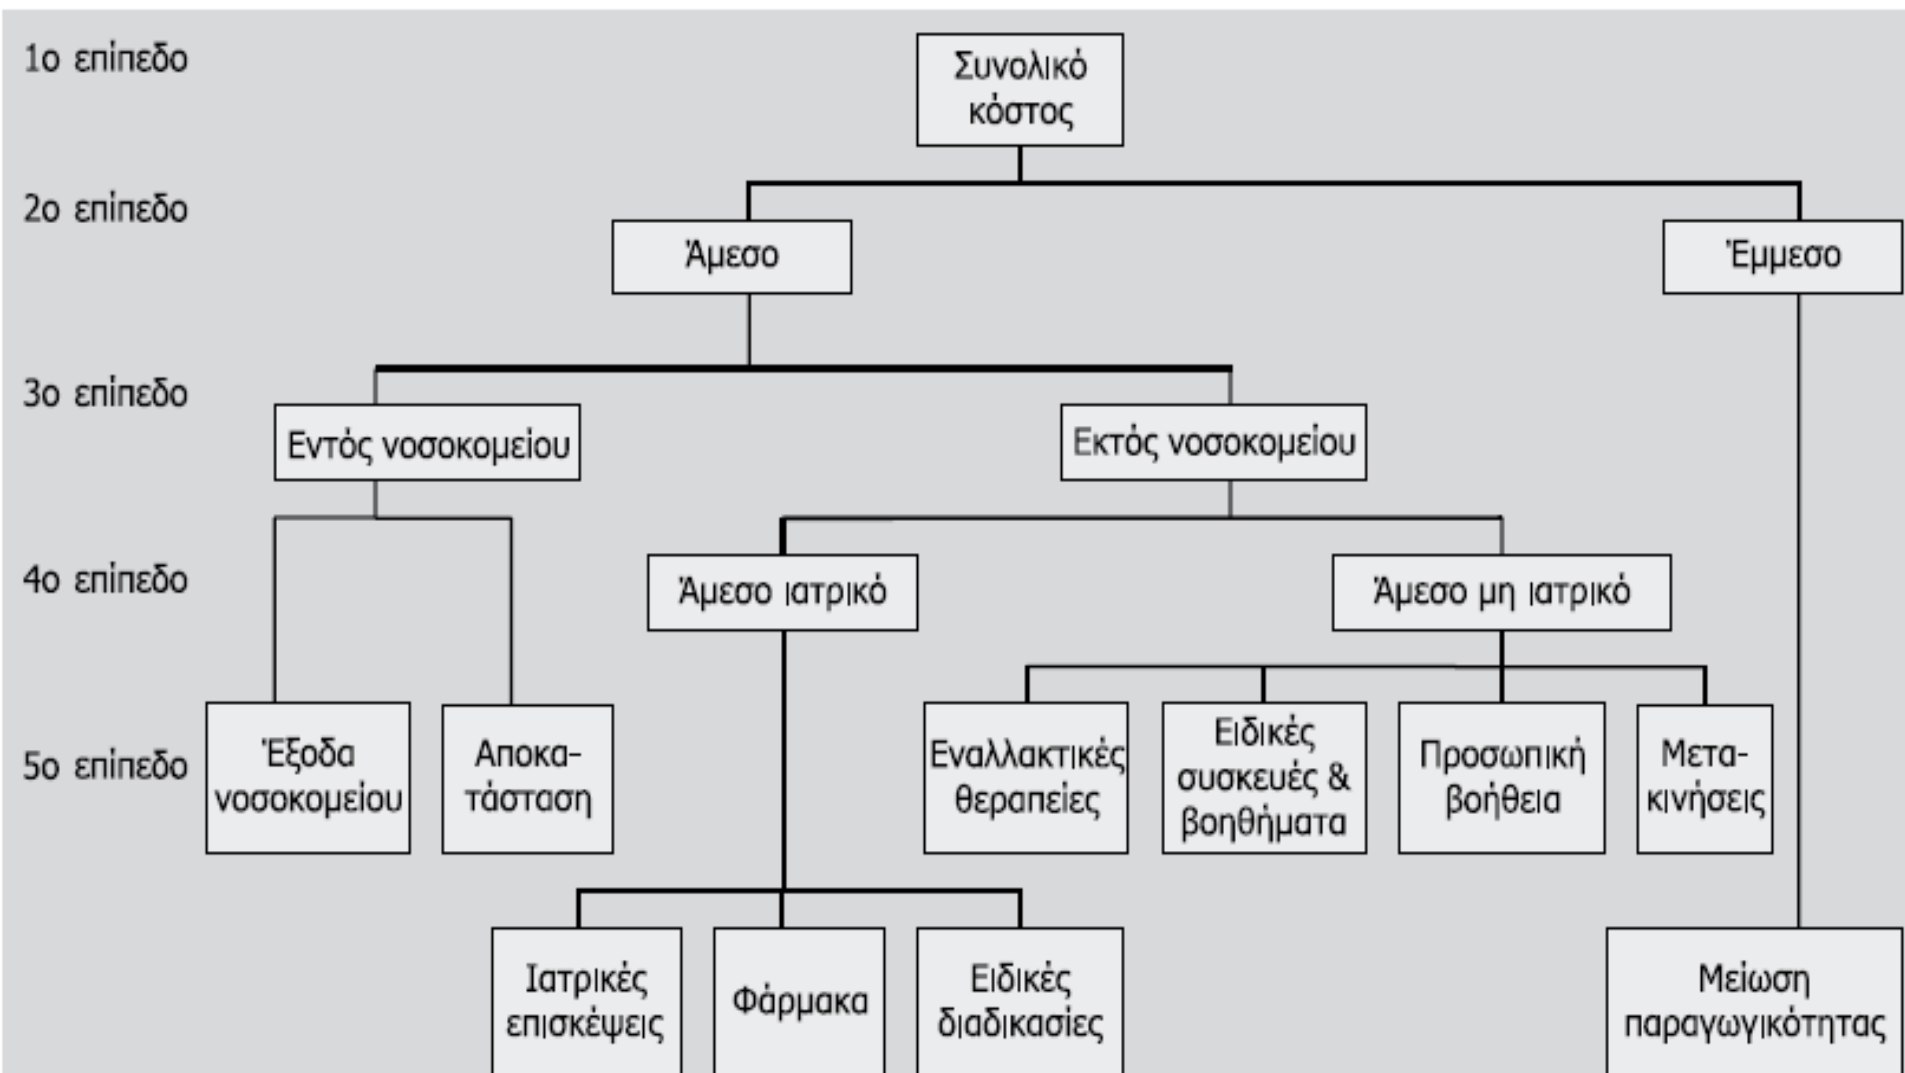 1ο επίπεδο
Συνολικό
κόστος
2ο επίπεδο
Άμεσο
Έμμεσο
3ο επίπεδο
Εντός νοσοκομείου
Εκτός νοσοκομείου
4ο επίπεδο
Άμεσο ιατρικό
Άμεσο μη ιατρικό
5ο επίπεδο
Έξοδα
νοσοκομείου
Αποκα-
τάσταση
Εναλλακτικές
θεραπείες
Ειδικές
συσκευές &
βοηθήματα
Προσωπική
βοήθεια
Μετα-
κινήσεις
Ιατρικές
επισκέψεις
Φάρμακα
Ειδικές
διαδικασίες
Μείωση
παραγωγικότητας